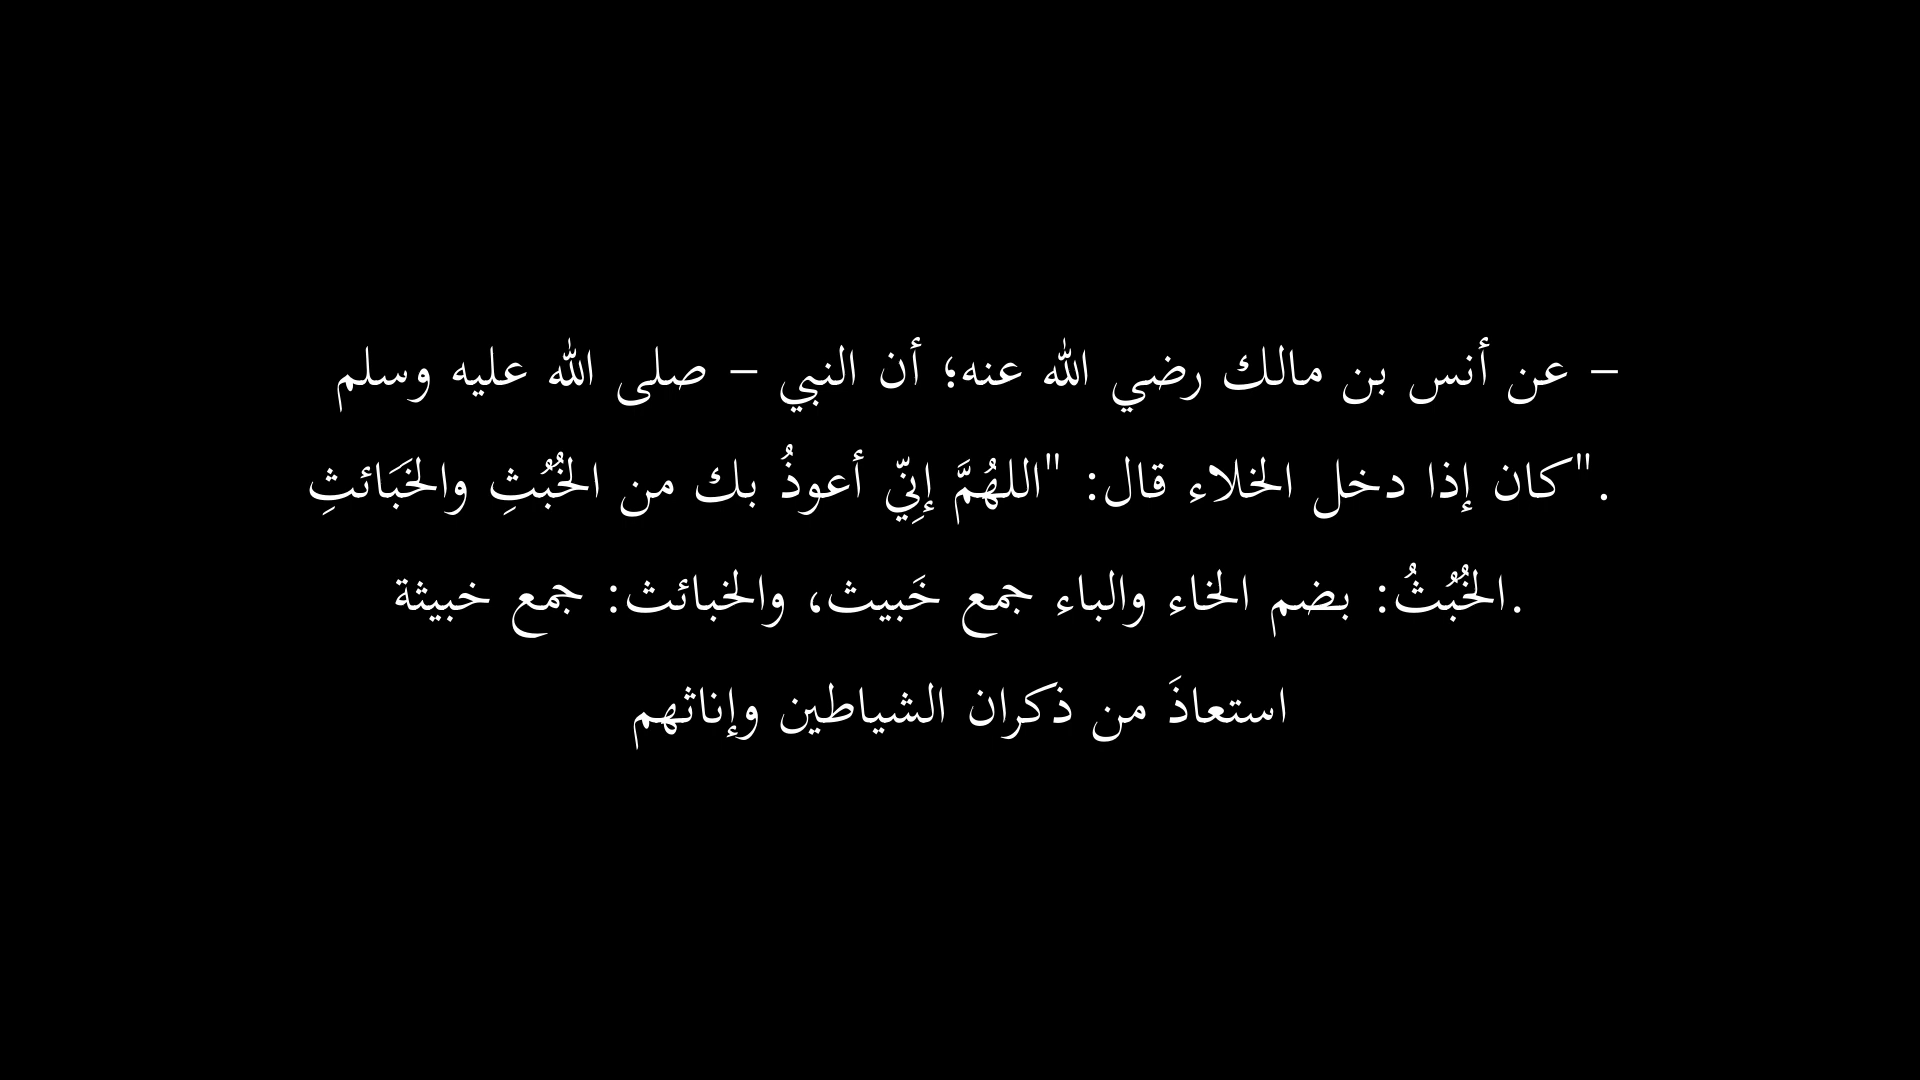 عن أنس بن مالك رضي الله عنه؛ أن النبي – صلى الله عليه وسلم –
كان إذا دخل الخلاء قال: "اللهُمَّ إِنِّي أعوذُ بك من الخُبُثِ والخَبَائثِ".
الخُبُثُ: بضم الخاء والباء جمع خَبيث، والخبائث: جمع خبيثة.
استعاذَ من ذكران الشياطين وإناثهم